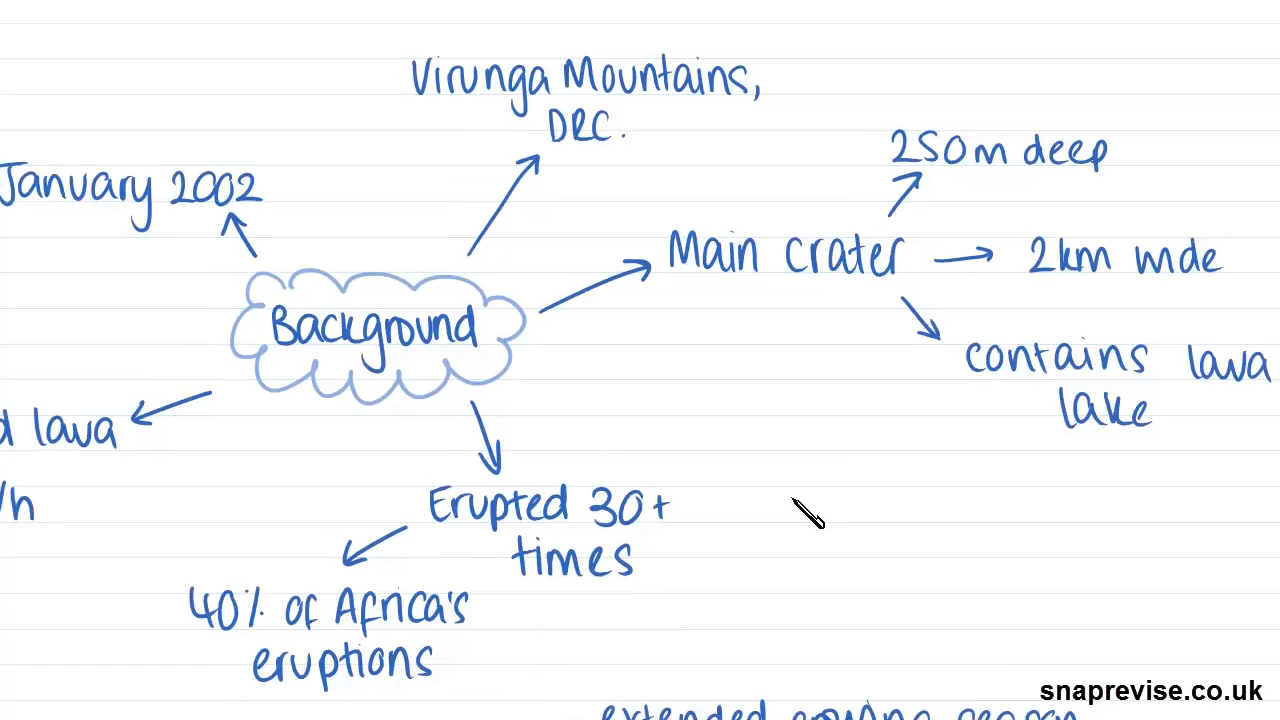 Virunga Mountains,
DRC.
January 2002
250m deep
Main crater
2km wide
Background
contains lava
lake
lava
/h
Erupted 30+
times
40% of Africa's
eruptions
snaprevise.co.uk
extended